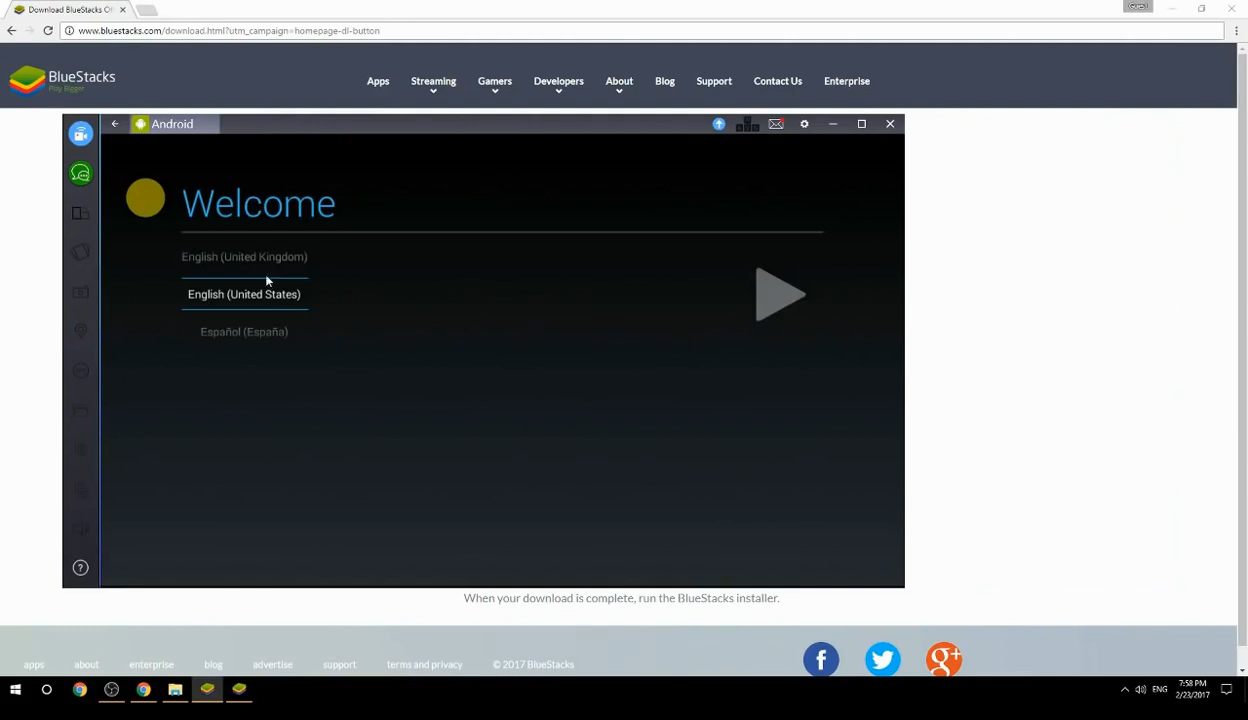 Download BlueStacks O
Guest
www.bluestacks.com/download.html?utm_campaign=homepage-dl-button
BlueStacks
Play Bigger
Apps
Streaming
Gamers
Developers
About
Blog
Support
Contact Us
Enterprise
Android
Welcome
English (United Kingdom)
English (United States)
Español (España)
?
When your download is complete, run the BlueStacks installer.
apps
about
enterprise
blog
advertise
support
terms and privacy
© 2017 BlueStacks
ENG
7:58 PM
2/23/2017